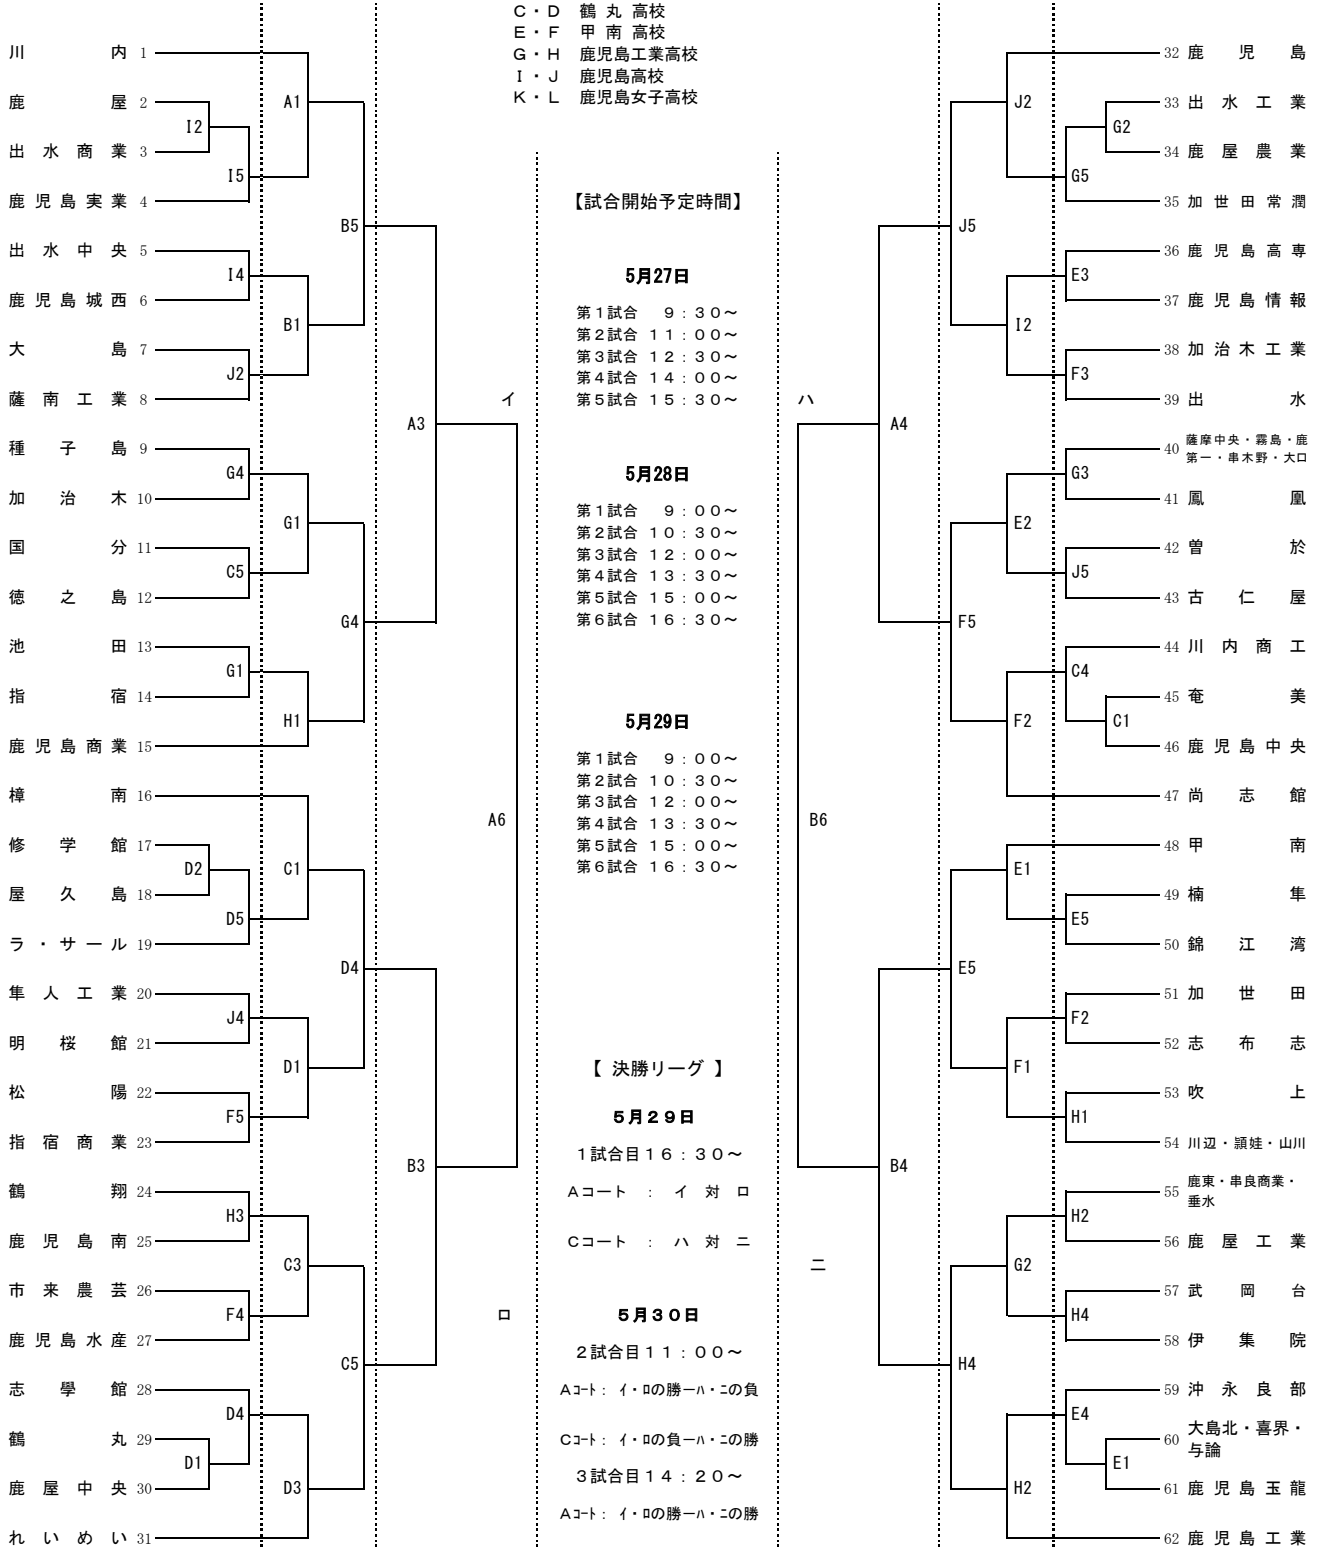 C・D　鶴 丸 高校
E・F　甲 南 高校
G・H　鹿児島工業高校
I・J　鹿児島高校
K・L　鹿児島女子高校
川内 1
鹿屋 2
出水商業 3
鹿児島実業 4
出水中央 5
鹿児島城西 6
大島 7
薩南工業 8
種子島 9
加治木 10
国分 11
徳之島 12
池田 13
指宿 14
鹿児島商業 15
樟南 16
修学館 17
屋久島 18
ラ・サール 19
隼人工業 20
明桜館 21
松陽 22
指宿商業 23
鶴翔 24
鹿児島南 25
市来農芸 26
鹿児島水産 27
志學館 28
鶴丸 29
鹿屋中央 30
れいめい 31
I2
D2
D1
I5
I4
J2
G4
C5
G1
D5
J4
F5
H3
F4
D4
A1
B1
G1
H1
C1
D1
C3
D3
B5
G4
D4
C5
A3
B3
A6
イ
ロ
【試合開始予定時間】
5月27日
第1試合　9：30～
第2試合 11：00～
第3試合 12：30～
第4試合 14：00～
第5試合 15：30～
5月28日
第1試合　9：00～
第2試合 10：30～
第3試合 12：00～
第4試合 13：30～
第5試合 15：00～
第6試合 16：30～
5月29日
第1試合　9：00～
第2試合 10：30～
第3試合 12：00～
第4試合 13：30～
第5試合 15：00～
第6試合 16：30～
【 決勝リーグ 】
5月29日
1試合目16：30～
Aコート ： イ 対 ロ
Cコート ： ハ 対 ニ
5月30日
2試合目11：00～
Aｺｰﾄ： ｲ・ﾛの勝ーﾊ・ﾆの負
Cｺｰﾄ： ｲ・ﾛの負ーﾊ・ﾆの勝
3試合目14：20～
Aｺｰﾄ： ｲ・ﾛの勝ーﾊ・ﾆの勝
ハ
ニ
B6
A4
B4
J5
F5
E5
H4
J2
I2
E2
F2
E1
F1
G2
H2
G5
E3
F3
G3
J5
C4
E5
F2
H1
H2
H4
E4
G2
C1
E1
32 鹿児島
33 出水工業
34 鹿屋農業
35 加世田常潤
36 鹿児島高専
37 鹿児島情報
38 加治木工業
39 出水
40 薩摩中央・霧島・鹿
第一・串木野・大口
41 鳳凰
42 曽於
43 古仁屋
44 川内商工
45 奄美
46 鹿児島中央
47 尚志館
48 甲南
49 楠隼
50 錦江湾
51 加世田
52 志布志
53 吹上
54 川辺・頴娃・山川
55 鹿東・串良商業・
垂水
56 鹿屋工業
57 武岡台
58 伊集院
59 沖永良部
60 大島北・喜界・
与論
61 鹿児島玉龍
62 鹿児島工業